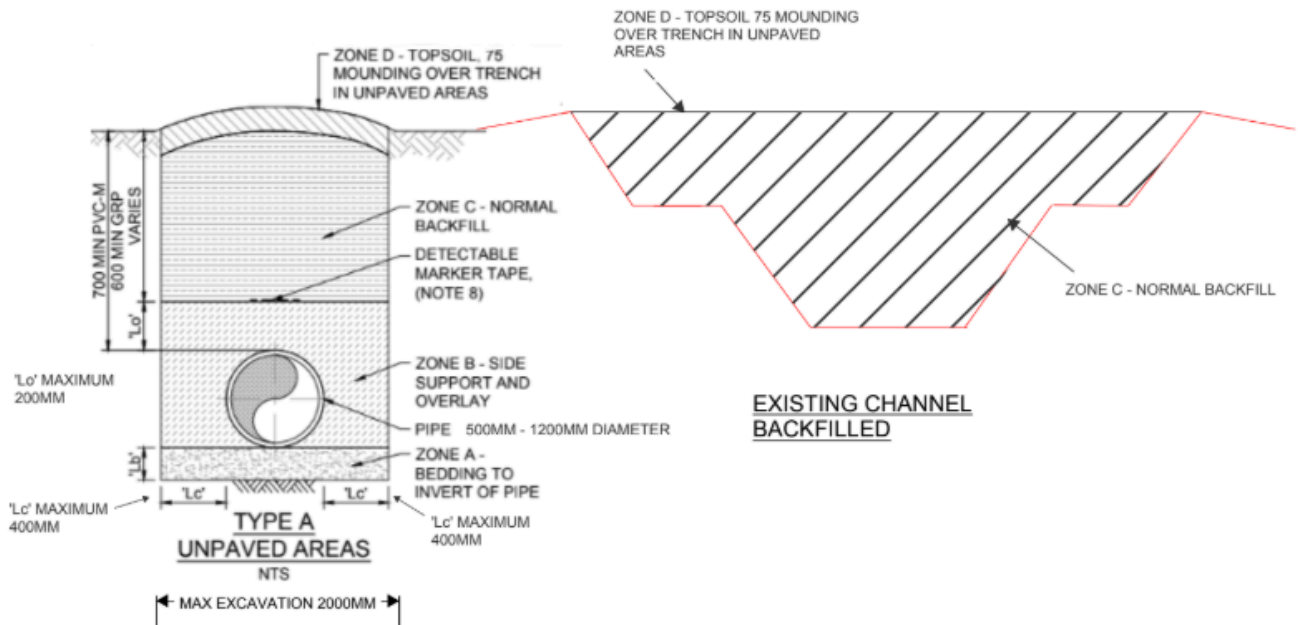 ZONE D - TOPSOIL, 75
MOUNDING OVER TRENCH
IN UNPAVED AREAS
700 MIN PVC-M
600 MIN GRP
VARIES
ZONE C - NORMAL
BACKFILL
DETECTABLE
MARKER TAPE,
(NOTE 8)
'Lo'
'Lo' MAXIMUM
200MM
ZONE B - SIDE
SUPPORT AND
OVERLAY
PIPE 500MM - 1200MM DIAMETER
ZONE A -
BEDDING TO
INVERT OF PIPE
'Lb'
'Lc'
'Lc'
'Lc' MAXIMUM
400MM
'Lc' MAXIMUM
400MM
TYPE A
UNPAVED AREAS
NTS
MAX EXCAVATION 2000MM
ZONE D - TOPSOIL 75 MOUNDING
OVER TRENCH IN UNPAVED
AREAS
ZONE C - NORMAL BACKFILL
EXISTING CHANNEL
BACKFILLED